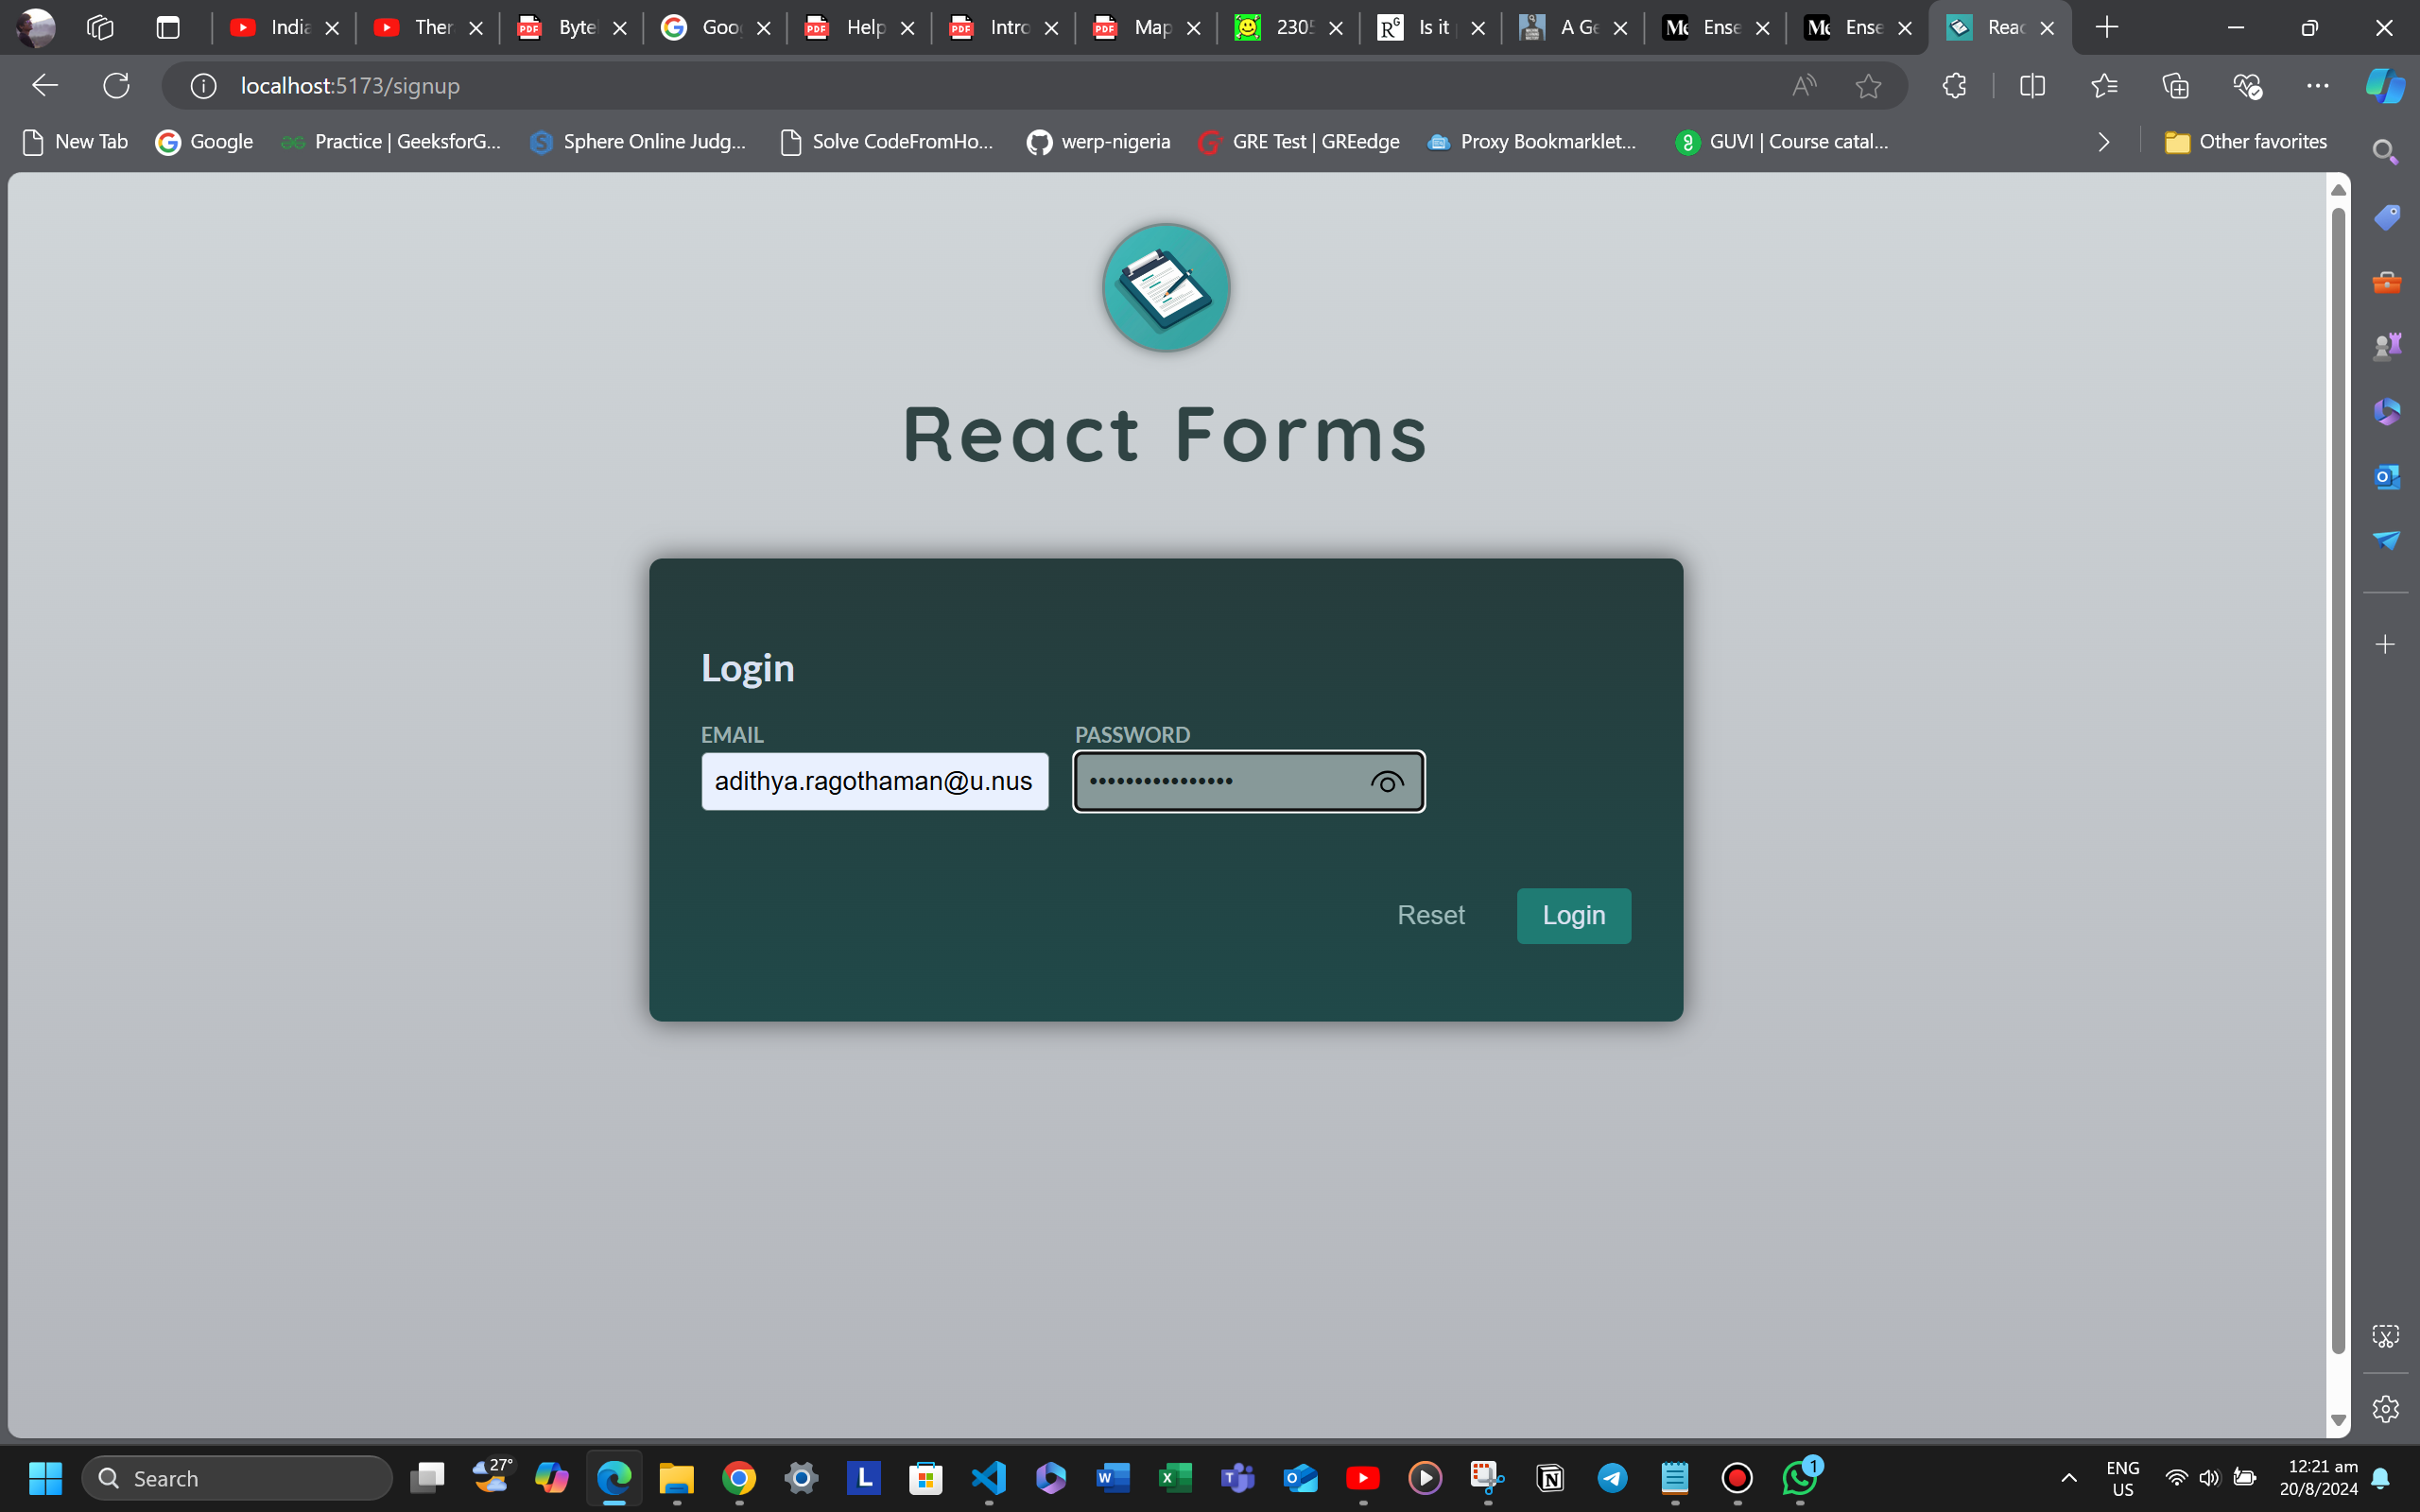 India
Ther
Byte
Goo
Help
Intro
Map
2305
Is it
A Ge
Ense
Ense
Reac
localhost:5173/signup
New Tab
Google
Practice | GeeksforG...
Sphere Online Judg...
Solve CodeFromHo...
werp-nigeria
GRE Test | GREedge
Proxy Bookmarklet...
GUVI | Course catal...
Other favorites
React Forms
Login
EMAIL PASSWORD
adithya.ragothaman@u.nus ••••••••••••••••
Reset Login
Search
27°
1
ENG
US
12:21 am
20/8/2024